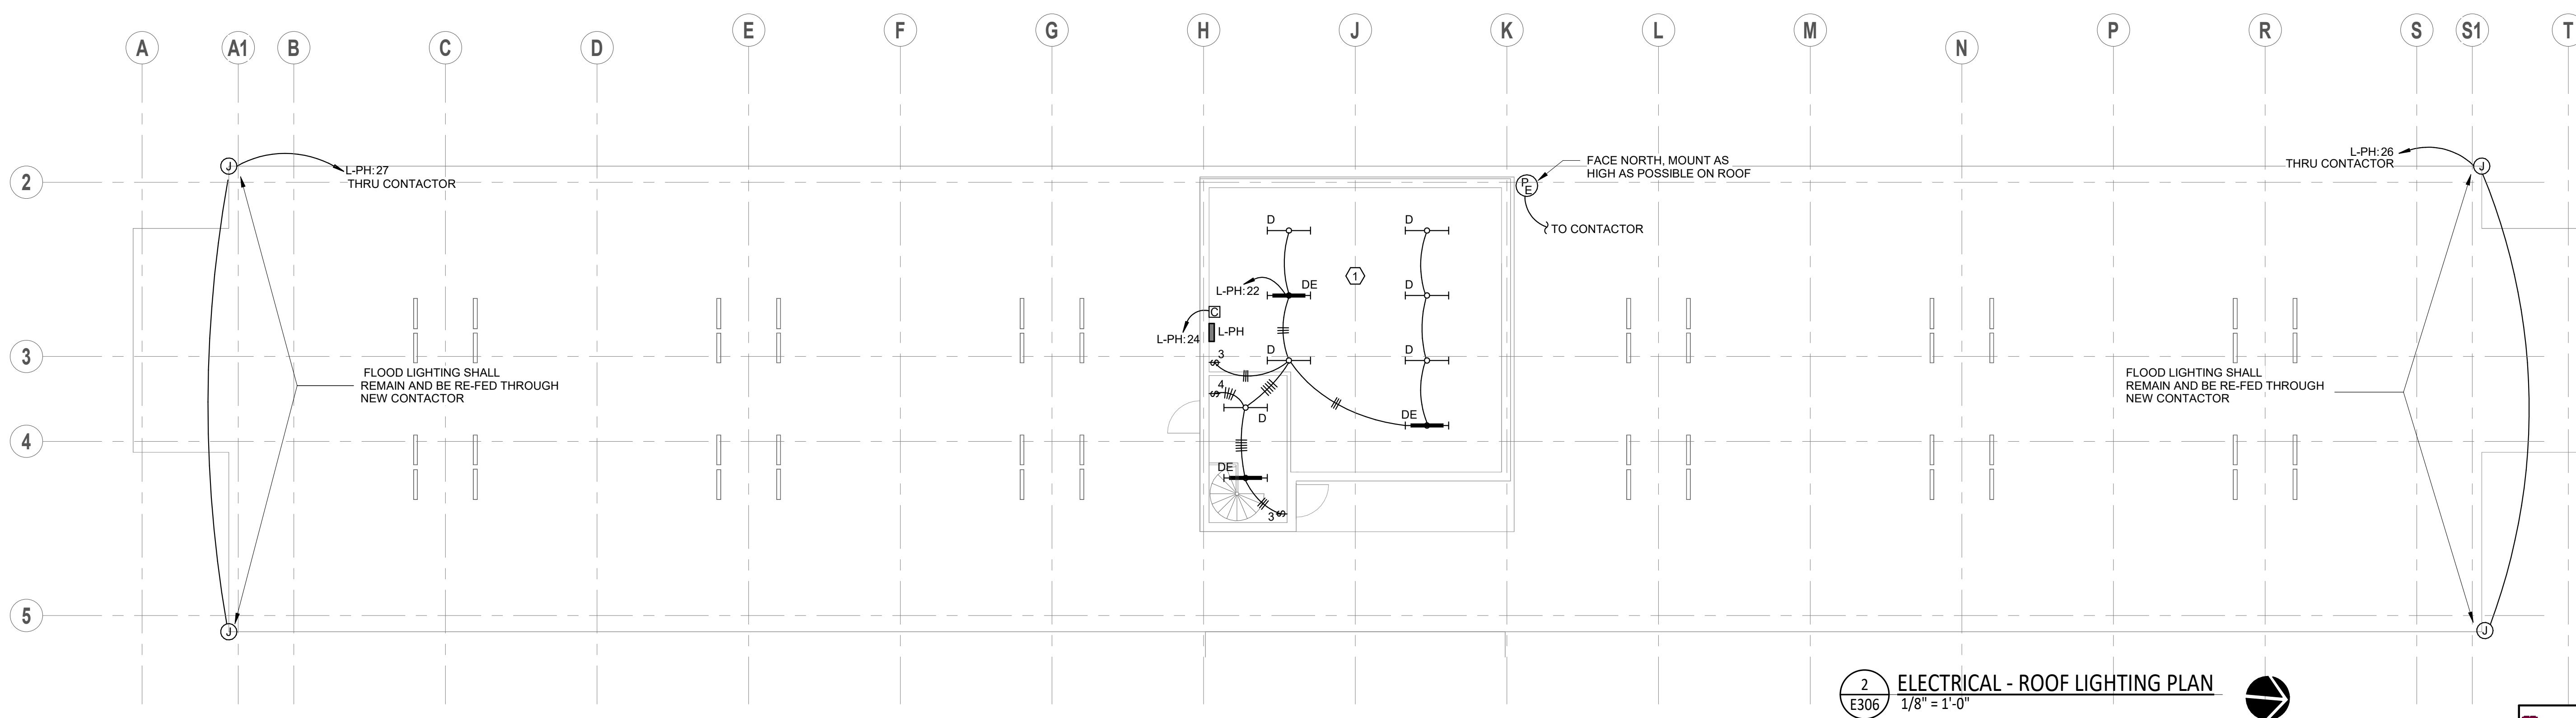 A A1 B C D E F G H J K L M N P R S S1 T
2
J
L-PH:27
THRU CONTACTOR
FACE NORTH, MOUNT AS
HIGH AS POSSIBLE ON ROOF
P
E
TO CONTACTOR
L-PH:26
THRU CONTACTOR
J
D D
1
DE D
L-PH:22
C
L-PH
L-PH:24
3
3
$
D D
4
$
D
DE
DE
3 $
FLOOD LIGHTING SHALL
REMAIN AND BE RE-FED THROUGH
NEW CONTACTOR
FLOOD LIGHTING SHALL
REMAIN AND BE RE-FED THROUGH
NEW CONTACTOR
4
5
J
J
2
E306
ELECTRICAL - ROOF LIGHTING PLAN
1/8" = 1'-0"